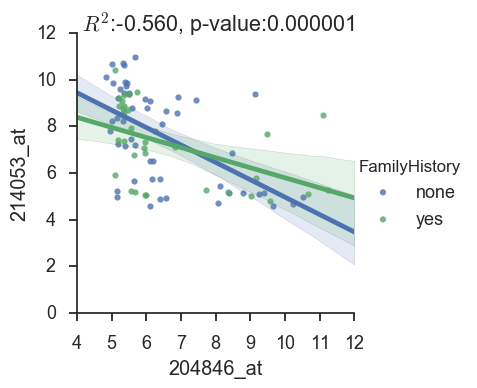 R²:-0.560, p-value:0.000001
12
10
8
6
4
2
0
214053_at
4 5 6 7 8 9 10 11 12
204846_at
FamilyHistory
none
yes